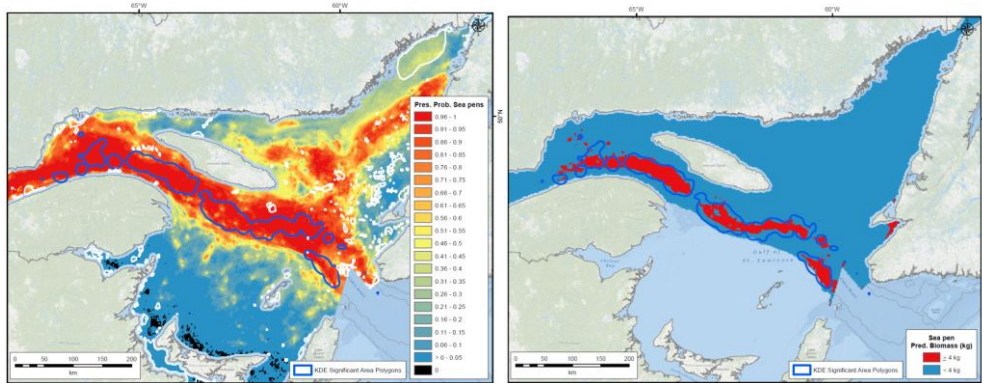 65°W
60°W
50°N
Pres. Prob. Sea pens
0.96 - 1
0.91 - 0.95
0.86 - 0.9
0.81 - 0.85
0.76 - 0.8
0.71 - 0.75
0.66 - 0.7
0.61 - 0.65
0.56 - 0.6
0.51 - 0.55
0.46 - 0.5
0.41 - 0.45
0.36 - 0.4
0.31 - 0.35
0.26 - 0.3
0.21 - 0.25
0.16 - 0.2
0.11 - 0.15
0.06 - 0.1
> 0 - 0.05
0
0 50 100 150 200
km
KDE Significant Area Polygons
65°W
60°W
50°N
Gulf of
St. Lawrence
Sea pen
Pred. Biomass (kg)
≥ 4 kg
< 4 kg
0 50 100 150 200
km
KDE Significant Area Polygons